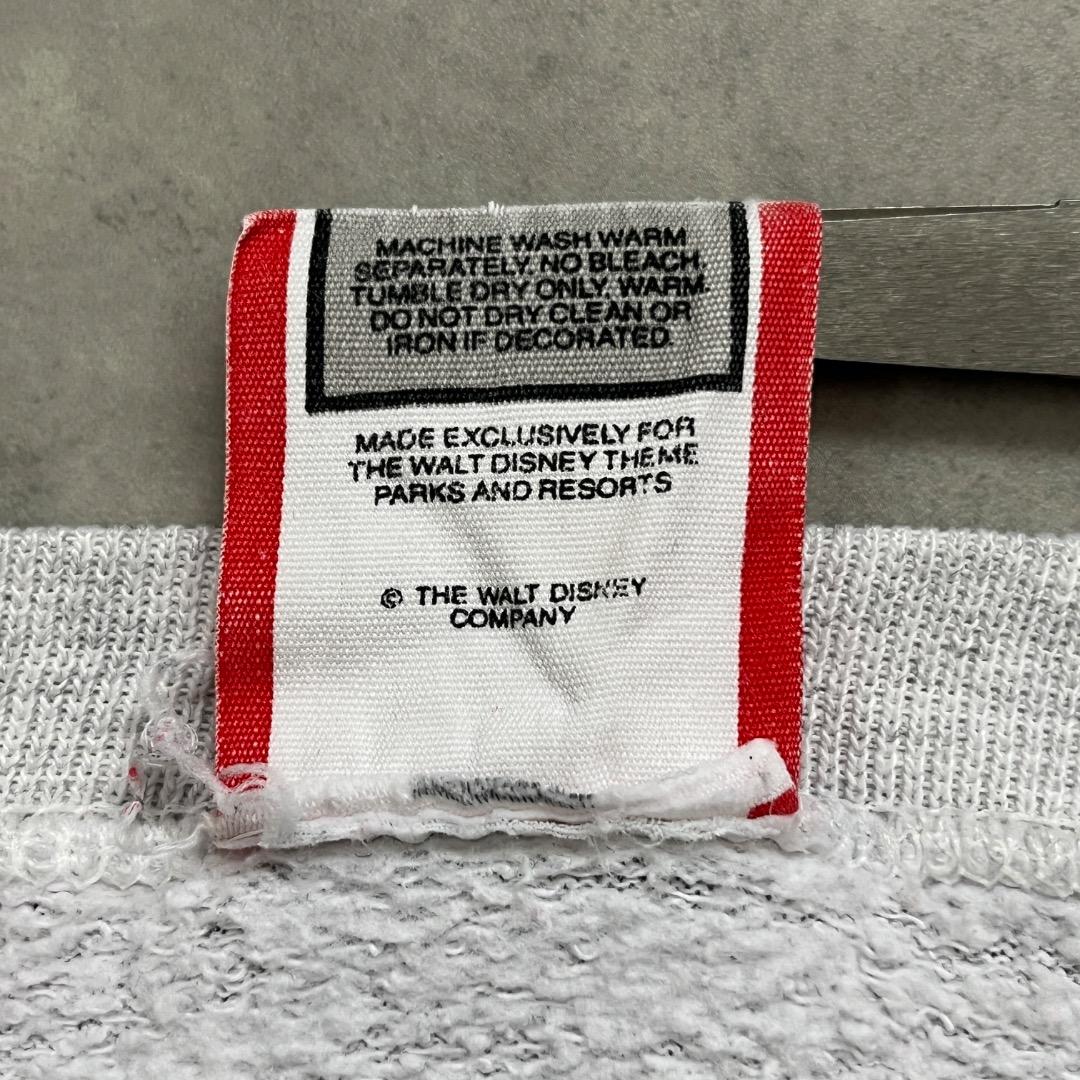 MACHINE WASH WARM
SEPARATELY. NO BLEACH,
TUMBLE DRY ONLY, WARM.
DO NOT DRY CLEAN OR
IRON IF DECORATED.
MADE EXCLUSIVELY FOR
THE WALT DISNEY THEME
PARKS AND RESORTS
© THE WALT DISNEY
COMPANY